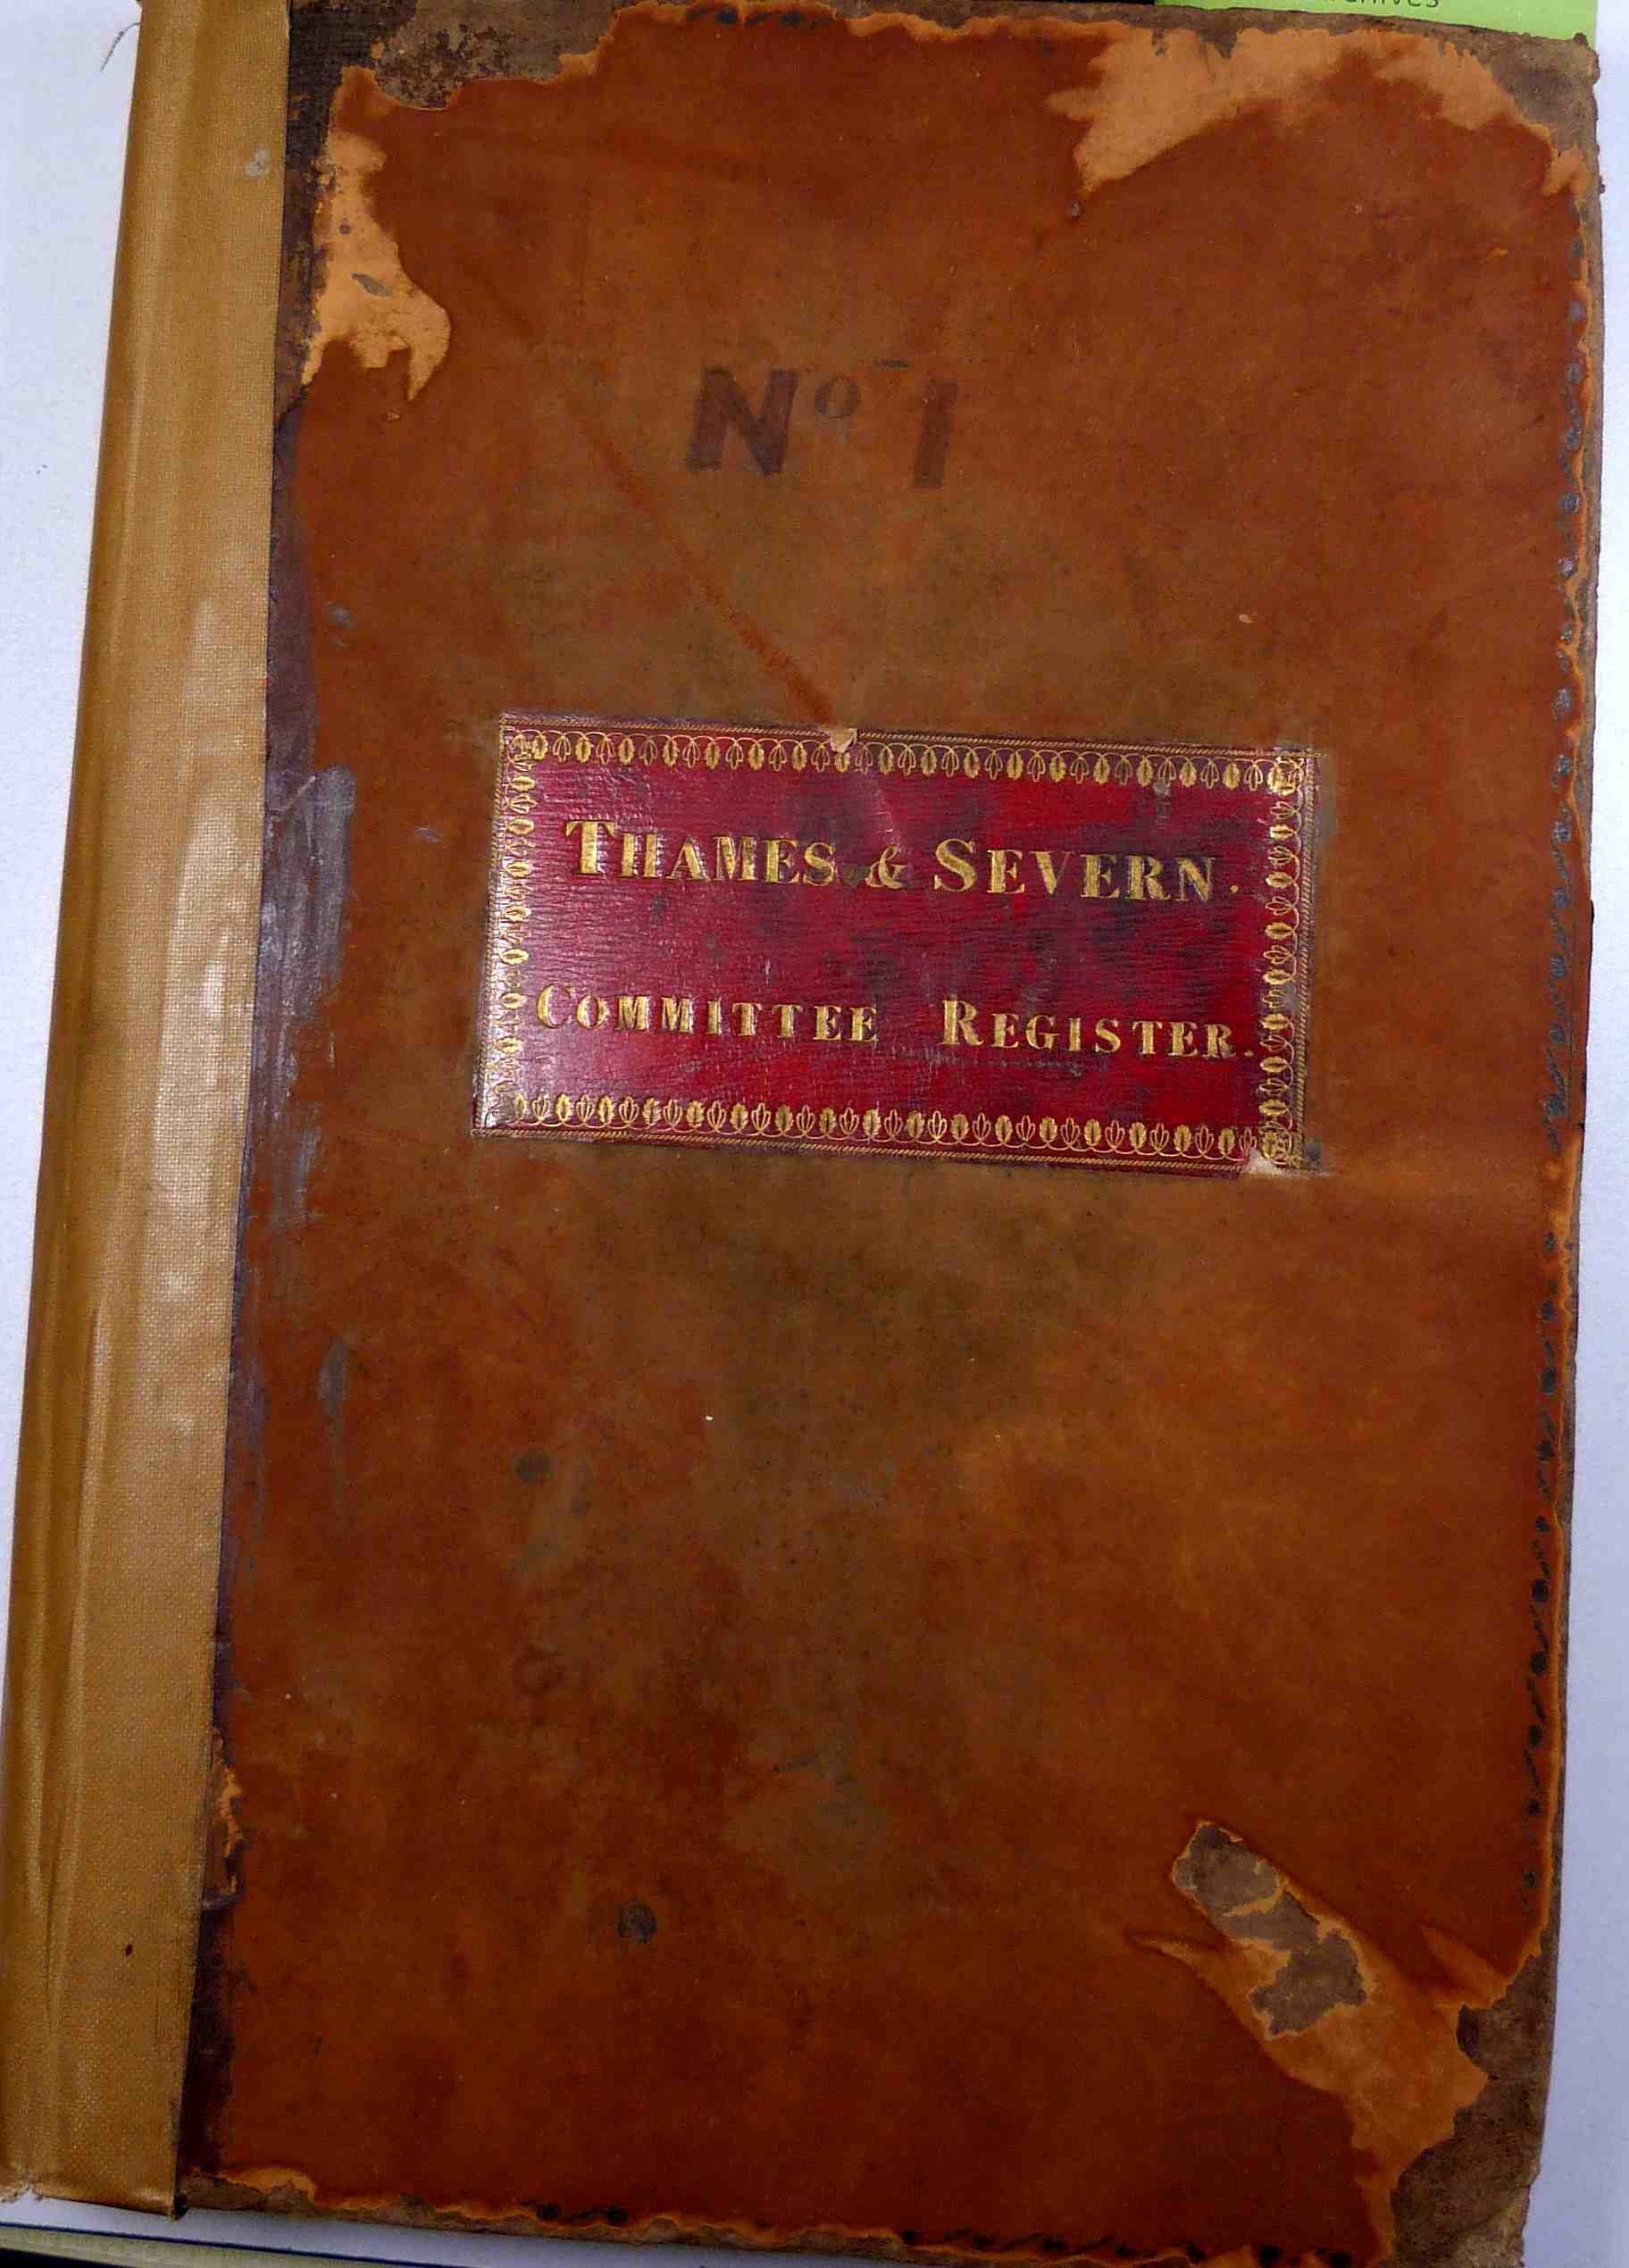 Nº 1
THAMES & SEVERN.
COMMITTEE REGISTER.